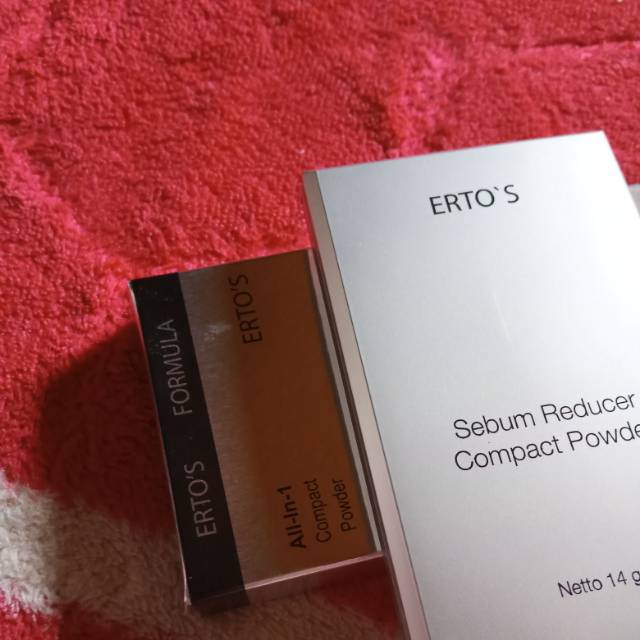 ERTO`S
Sebum Reducer
Compact Powde
Netto 14 g
ERTO'S FORMULA
ERTO'S
All-In-1
Compact
Powder